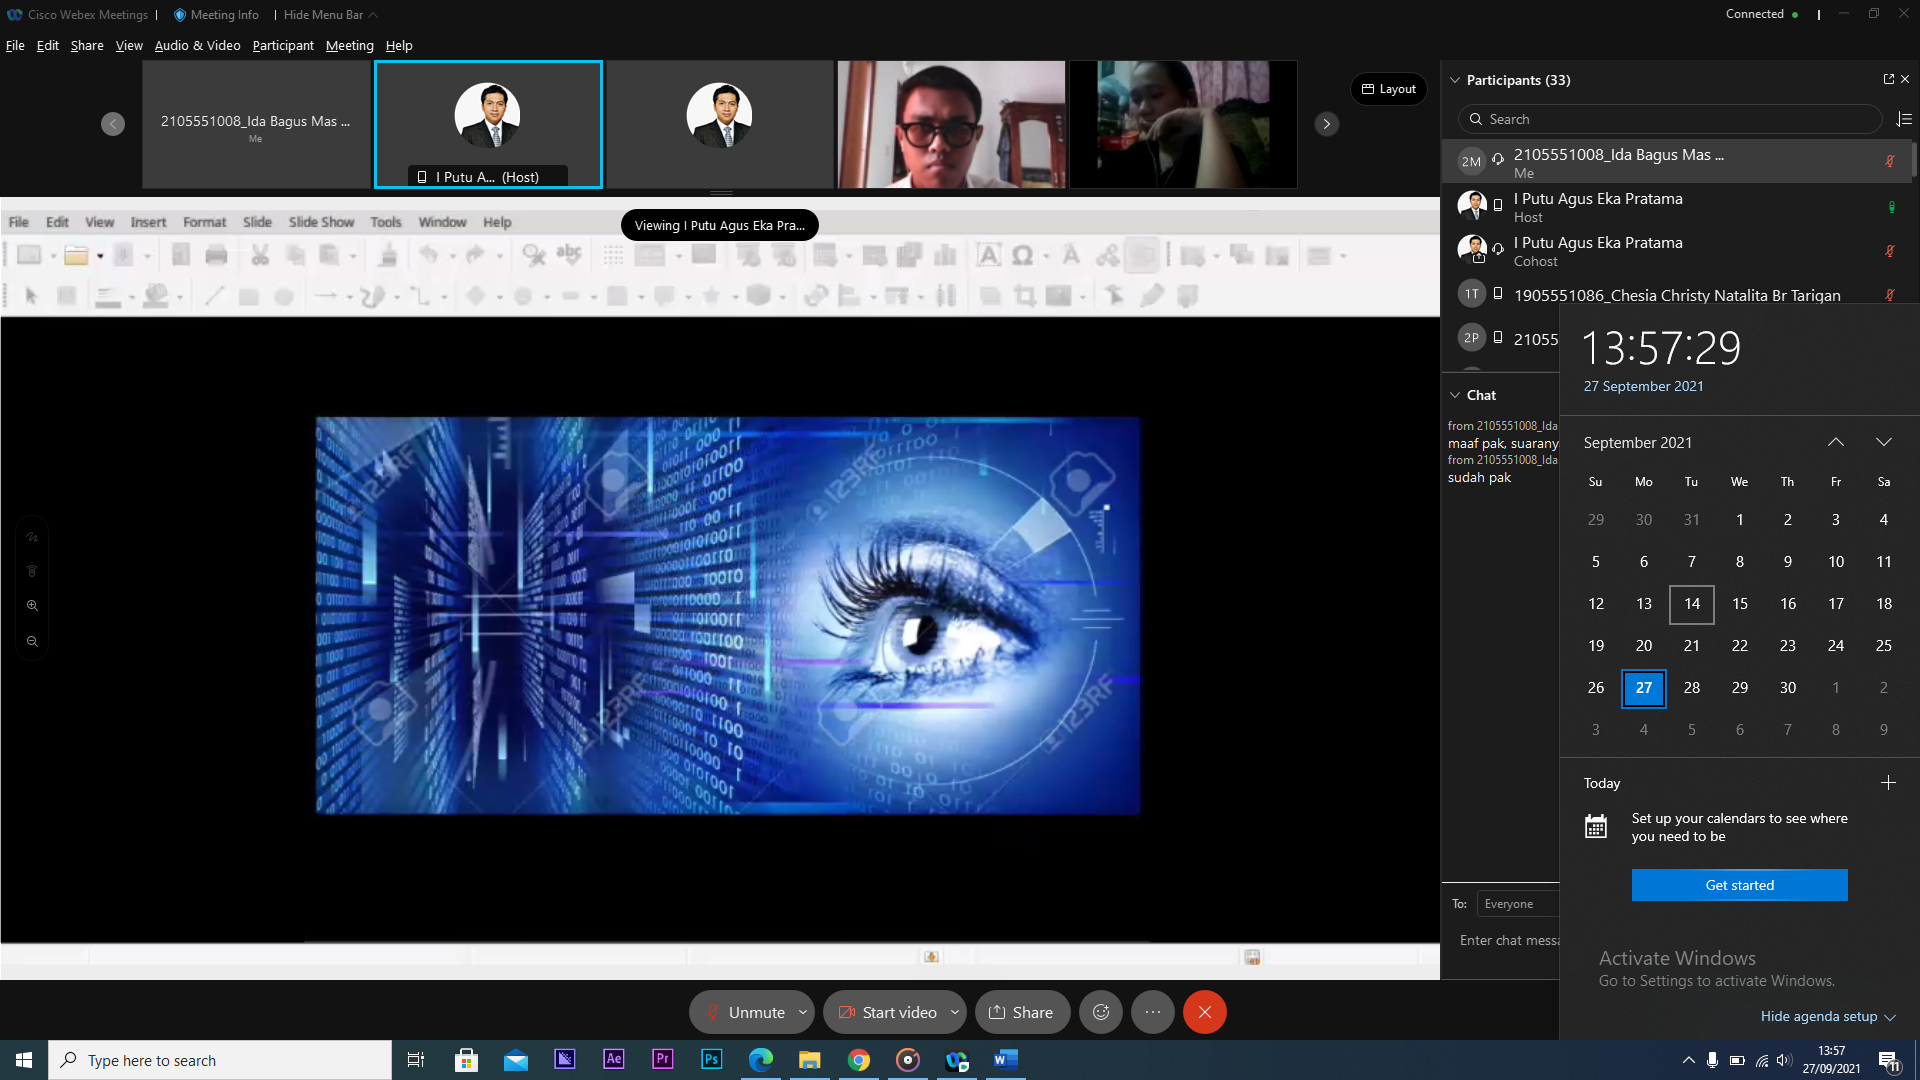 Cisco Webex Meetings | Meeting Info | Hide Menu Bar
Connected
File Edit Share View Audio & Video Participant Meeting Help
2105551008_Ida Bagus Mas ...
Me
I Putu A... (Host)
Layout
Participants (33)
Search
2M
2105551008_Ida Bagus Mas ...
Me
I Putu Agus Eka Pratama
Host
I Putu Agus Eka Pratama
Cohost
1T
1905551086_Chesia Christy Natalita Br Tarigan
2P
21055
File Edit View Insert Format Slide Slide Show Tools Window Help
Viewing I Putu Agus Eka Pra...
abc
123RF
Chat
from 2105551008_Ida
maaf pak, suarany
from 2105551008_Ida
sudah pak
To: Everyone
Enter chat messa
13:57:29
27 September 2021
September 2021
Su Mo Tu We Th Fr Sa
29 30 31 1 2 3 4
5 6 7 8 9 10 11
12 13 14 15 16 17 18
19 20 21 22 23 24 25
26 27 28 29 30 1 2
3 4 5 6 7 8 9
Today
Set up your calendars to see where
you need to be
Get started
Activate Windows
Go to Settings to activate Windows.
Hide agenda setup
Unmute
Start video
Share
Type here to search
Ae
Pr
Ps
13:57
27/09/2021
11